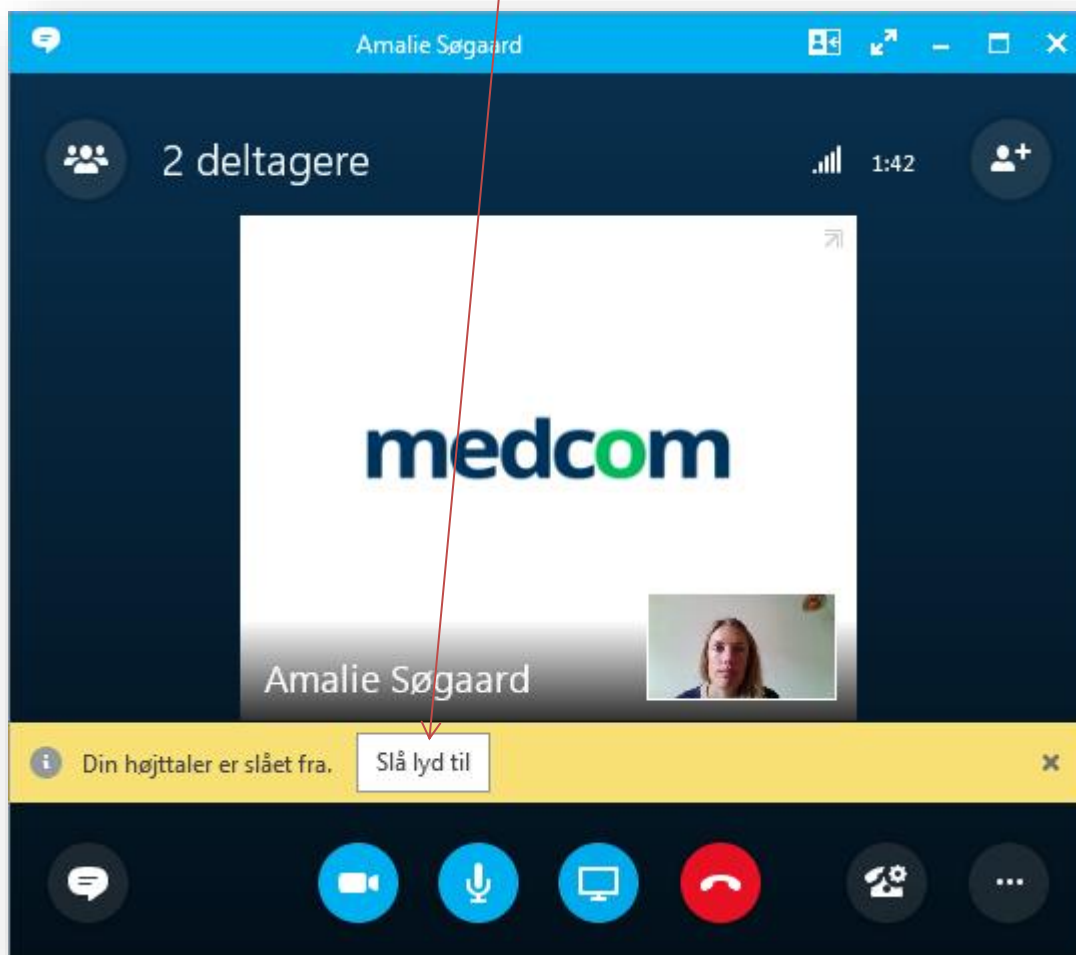 Amalie Søgaard
2 deltagere
1:42
medcom
Amalie Søgaard
Din højttaler er slået fra. Slå lyd til